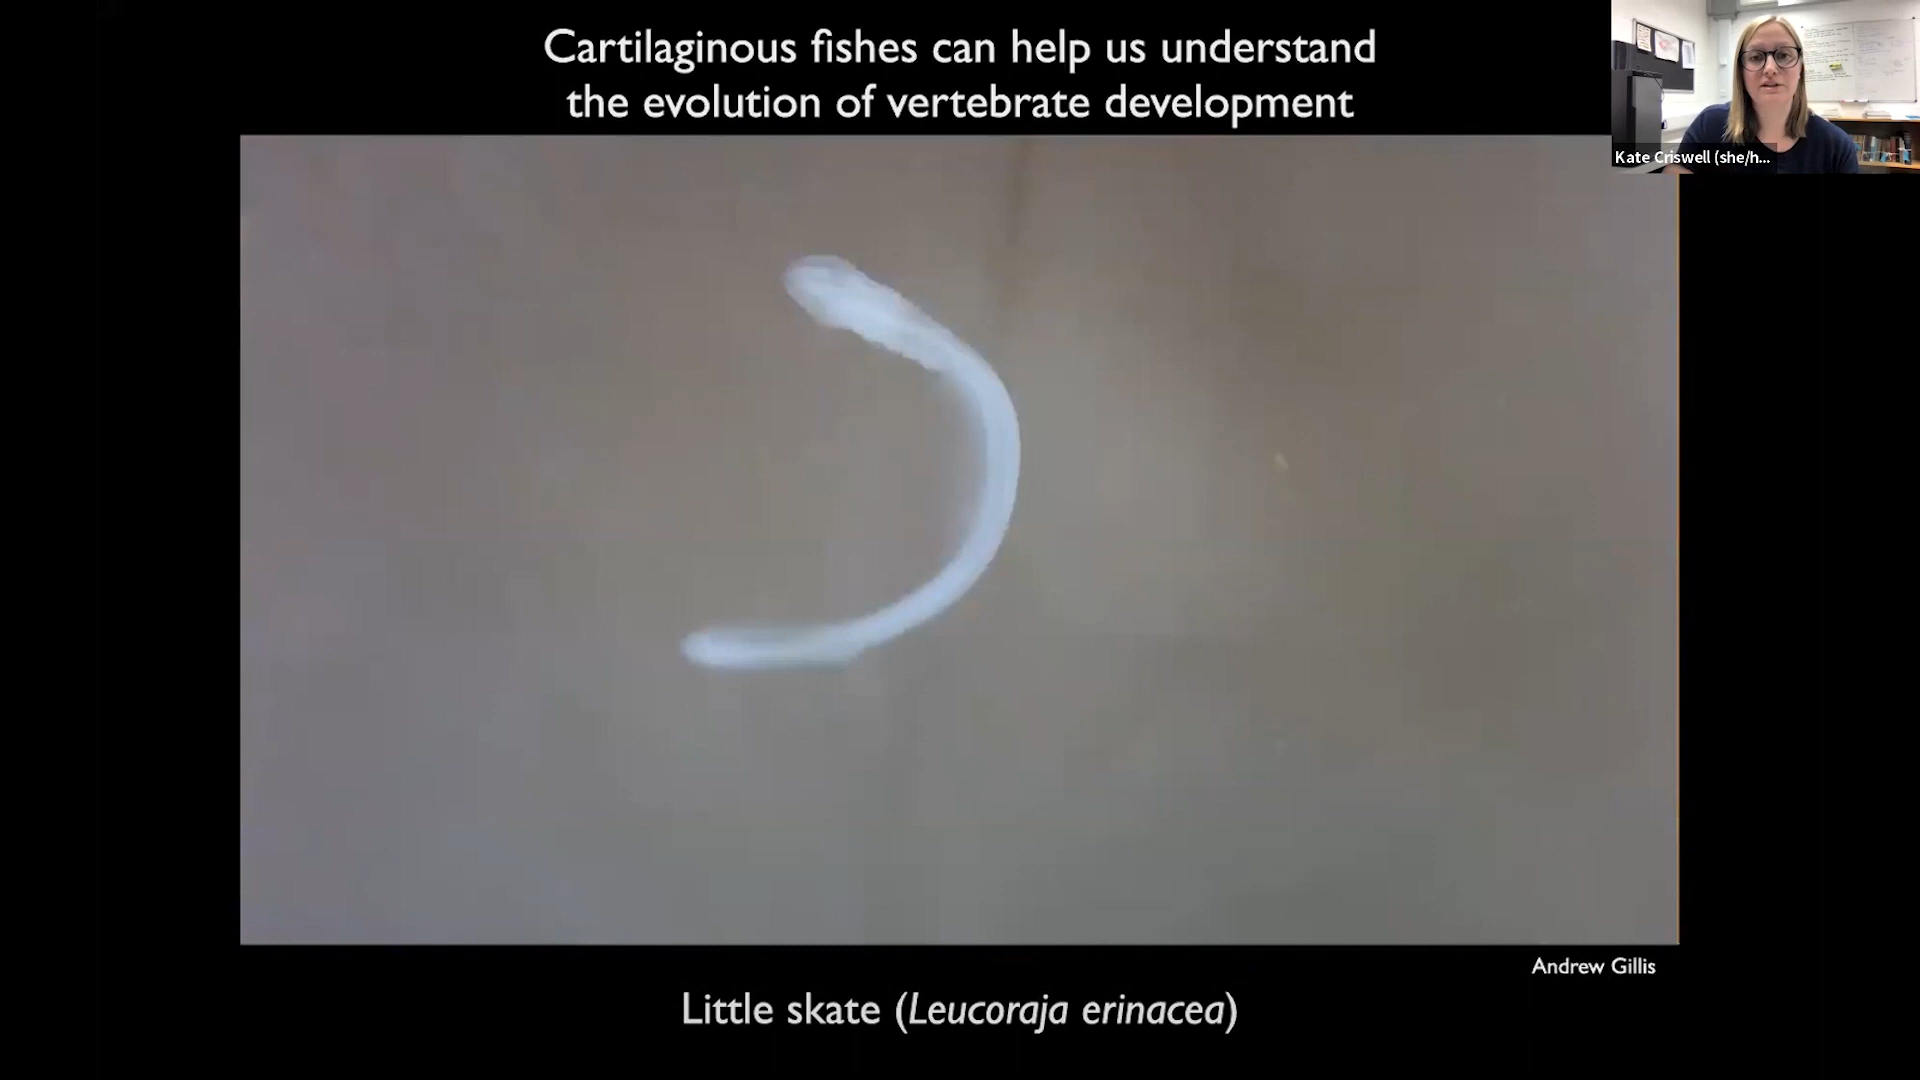 Cartilaginous fishes can help us understand
the evolution of vertebrate development
Kate Criswell (she/h...
Andrew Gillis
Little skate (Leucoraja erinacea)